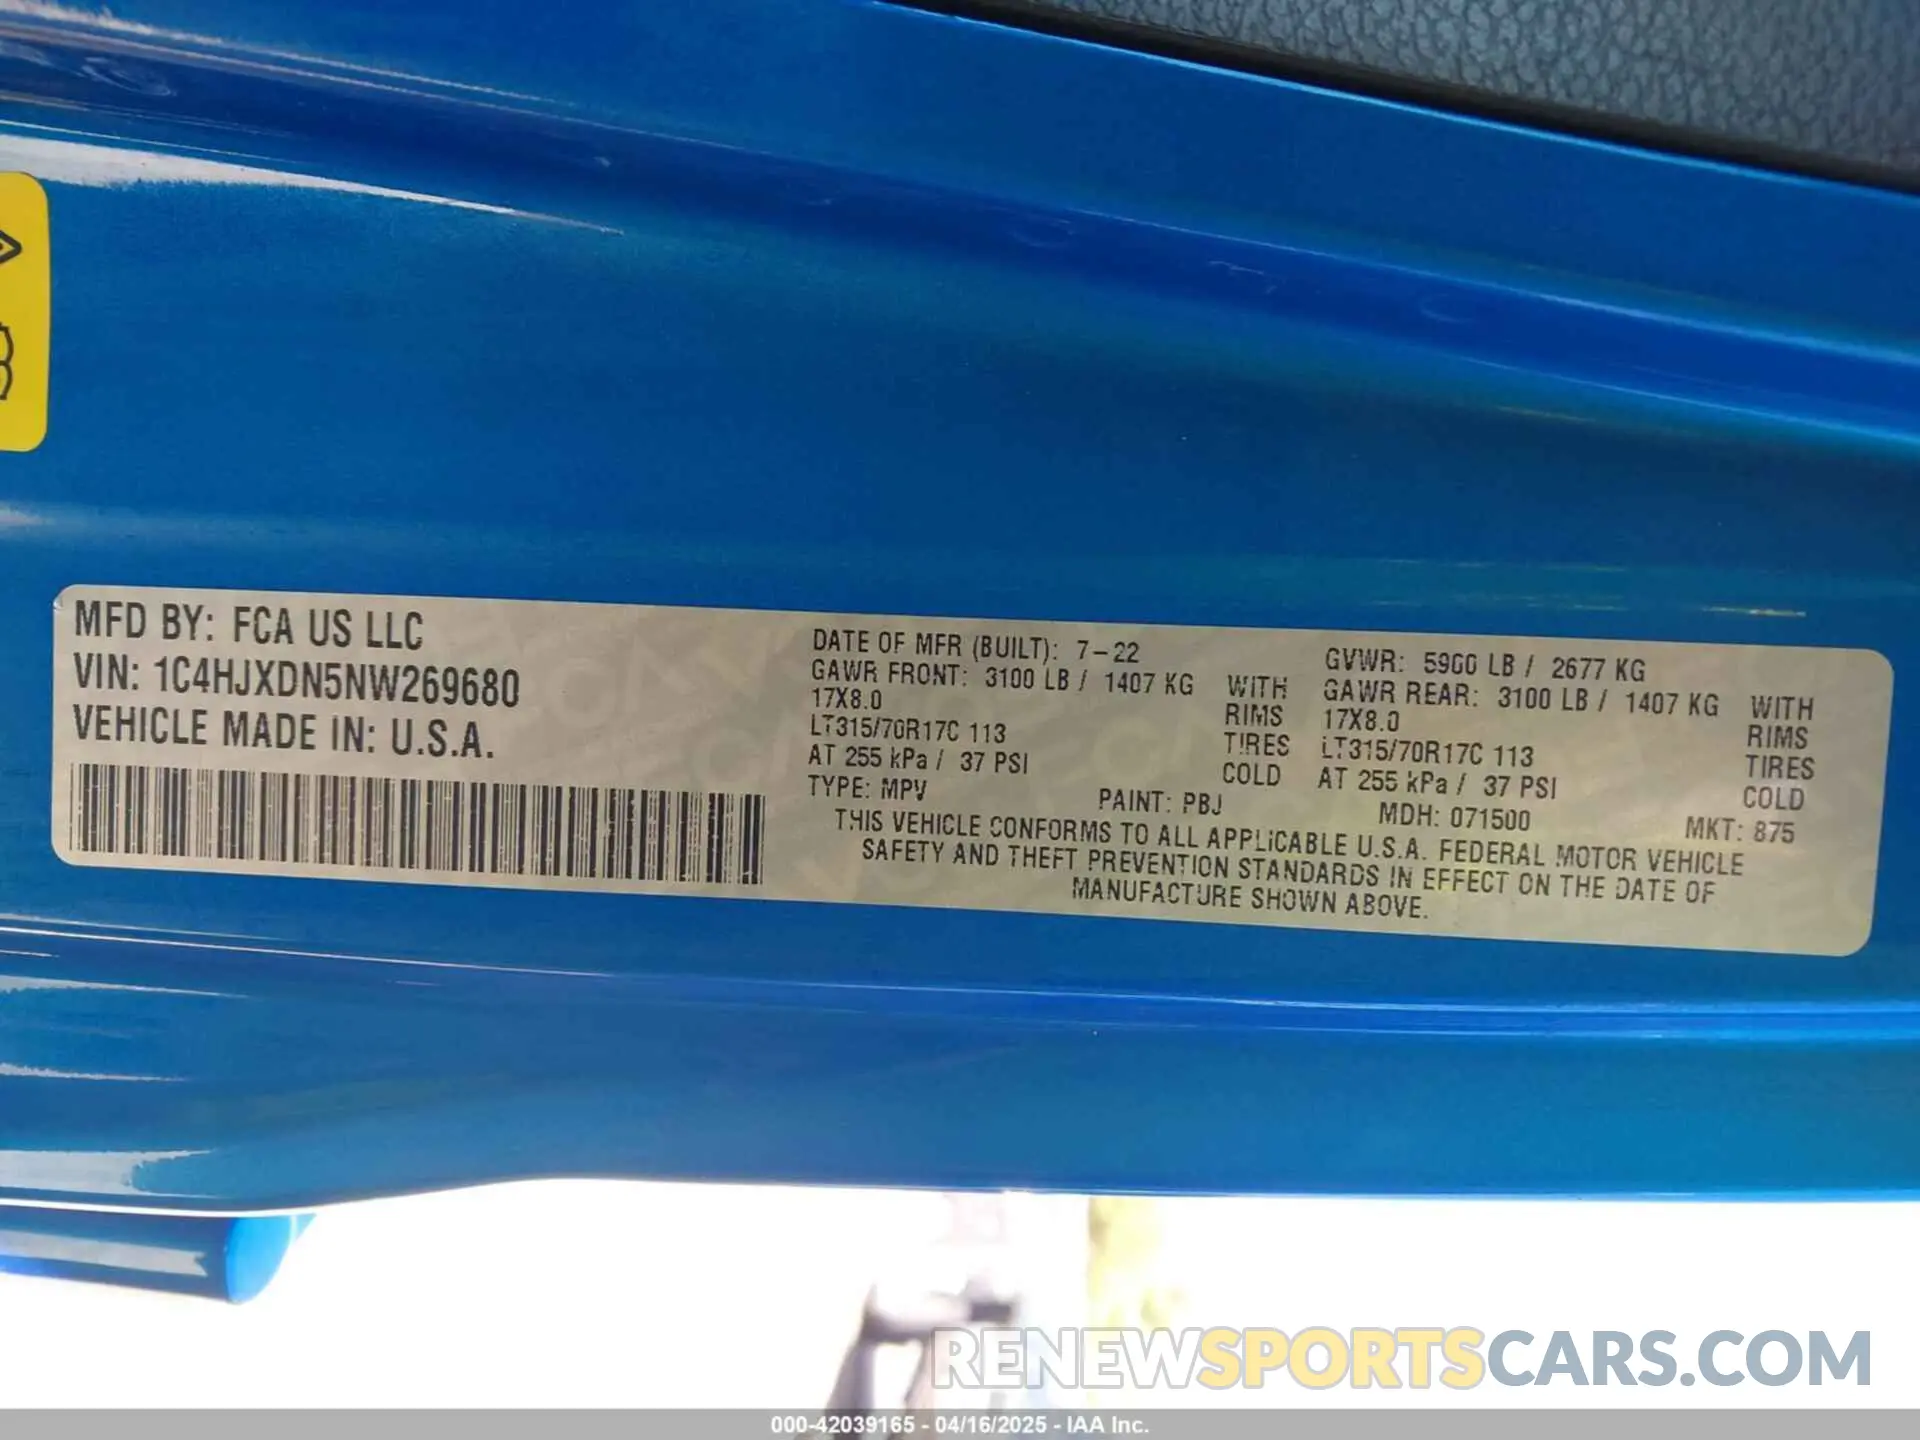 MFD BY: FCA US LLC
VIN: 1C4HJXDN5NW269680
VEHICLE MADE IN: U.S.A.
DATE OF MFR (BUILT): 7-22
GAWR FRONT: 3100 LB / 1407 KG WITH
17X8.0 RIMS
LT315/70R17C 113 TIRES
AT 255 kPa / 37 PSI COLD
GVWR: 5900 LB / 2677 KG
GAWR REAR: 3100 LB / 1407 KG WITH
17X8.0 RIMS
LT315/70R17C 113 TIRES
AT 255 kPa / 37 PSI COLD
TYPE: MPV PAINT: PBJ MDH: 071500 MKT: 875
THIS VEHICLE CONFORMS TO ALL APPLICABLE U.S.A. FEDERAL MOTOR VEHICLE
SAFETY AND THEFT PREVENTION STANDARDS IN EFFECT ON THE DATE OF
MANUFACTURE SHOWN ABOVE.
RENEWSPORTSCARS.COM
000-42039165 - 04/16/2025 - IAA Inc.